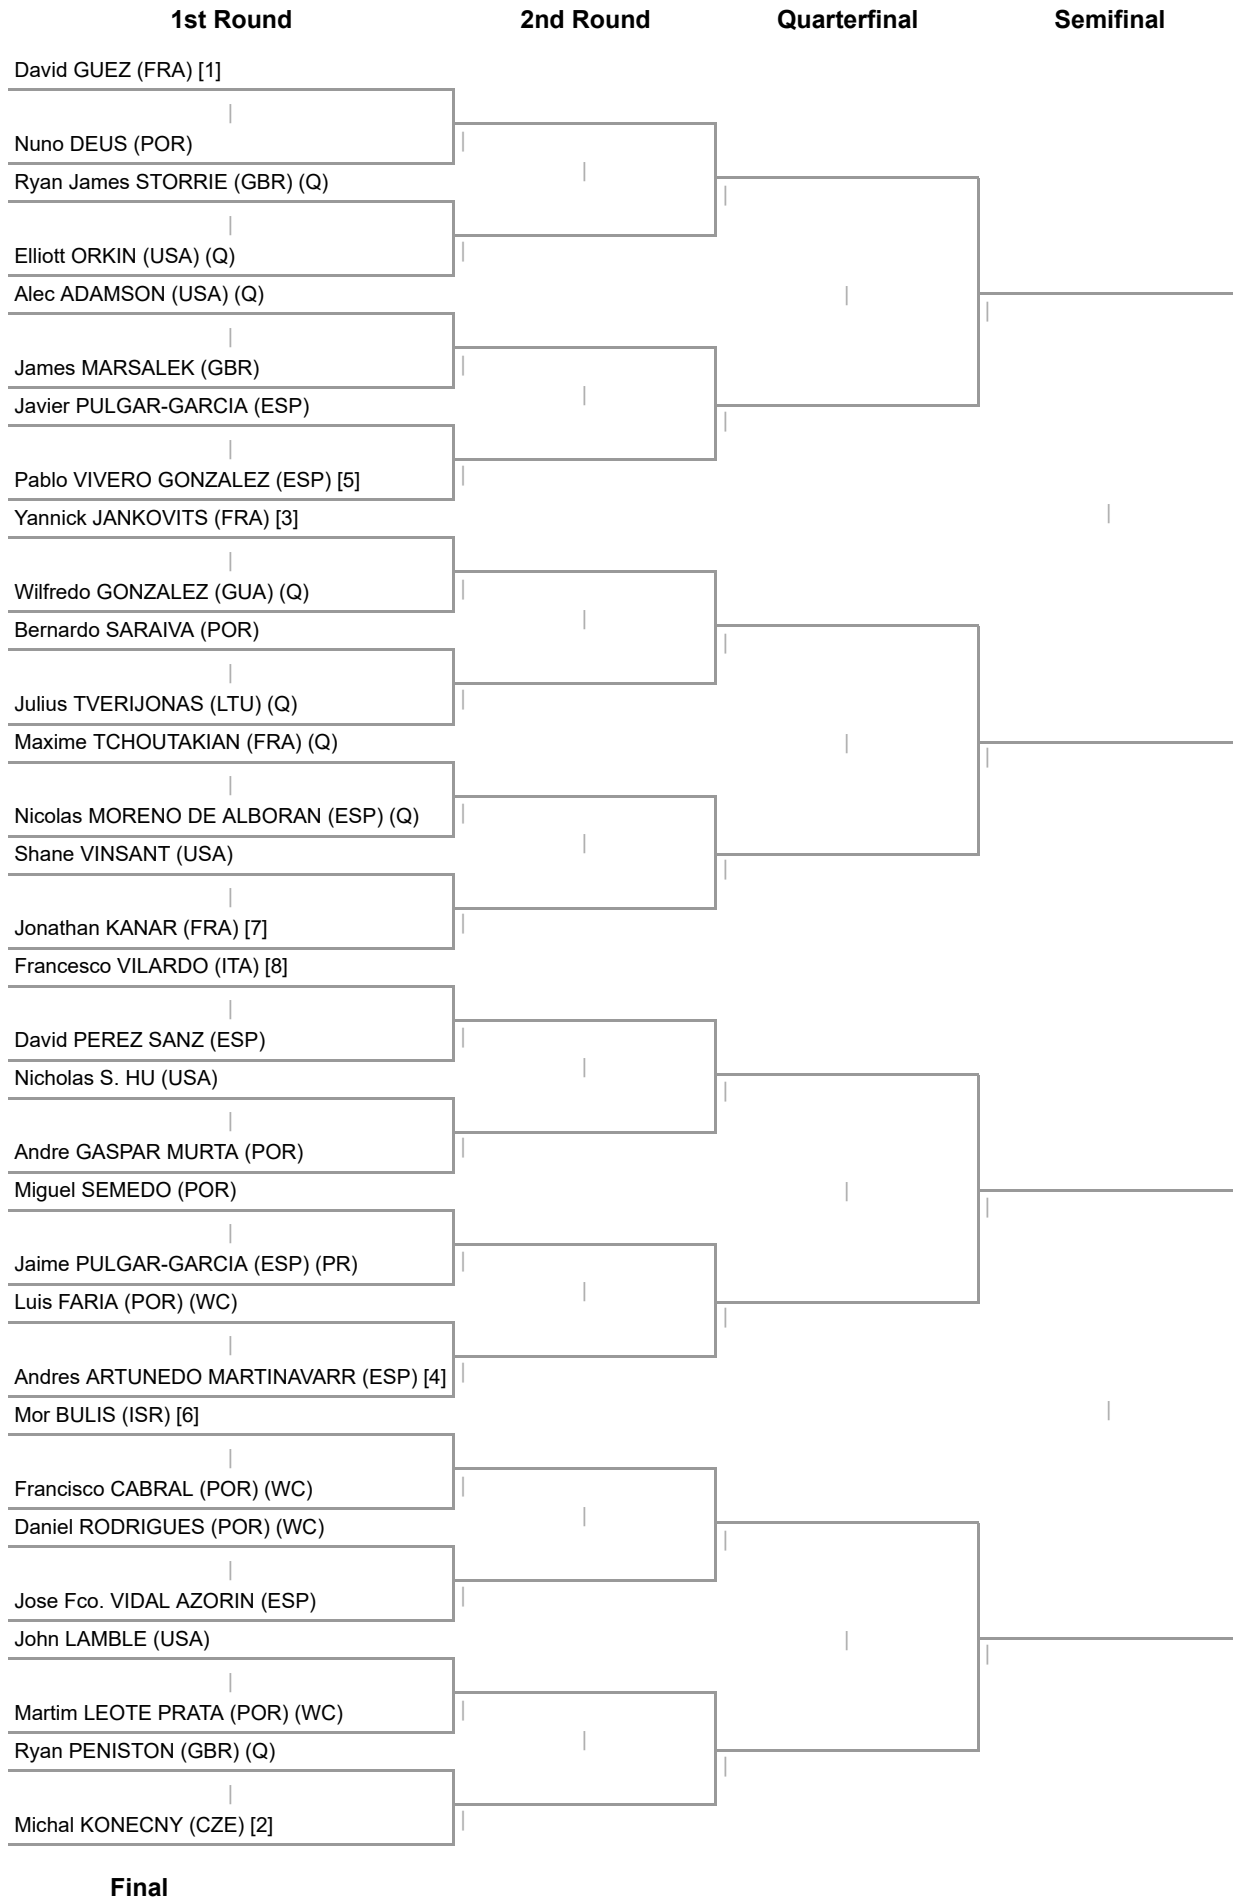 1st Round 2nd Round Quarterfinal Semifinal
David GUEZ (FRA) [1]
Nuno DEUS (POR)
Ryan James STORRIE (GBR) (Q)
Elliott ORKIN (USA) (Q)
Alec ADAMSON (USA) (Q)
James MARSALEK (GBR)
Javier PULGAR-GARCIA (ESP)
Pablo VIVERO GONZALEZ (ESP) [5]
Yannick JANKOVITS (FRA) [3]
Wilfredo GONZALEZ (GUA) (Q)
Bernardo SARAIVA (POR)
Julius TVERIJONAS (LTU) (Q)
Maxime TCHOUTAKIAN (FRA) (Q)
Nicolas MORENO DE ALBORAN (ESP) (Q)
Shane VINSANT (USA)
Jonathan KANAR (FRA) [7]
Francesco VILARDO (ITA) [8]
David PEREZ SANZ (ESP)
Nicholas S. HU (USA)
Andre GASPAR MURTA (POR)
Miguel SEMEDO (POR)
Jaime PULGAR-GARCIA (ESP) (PR)
Luis FARIA (POR) (WC)
Andres ARTUNEDO MARTINAVARR (ESP) [4]
Mor BULIS (ISR) [6]
Francisco CABRAL (POR) (WC)
Daniel RODRIGUES (POR) (WC)
Jose Fco. VIDAL AZORIN (ESP)
John LAMBLE (USA)
Martim LEOTE PRATA (POR) (WC)
Ryan PENISTON (GBR) (Q)
Michal KONECNY (CZE) [2]
Final